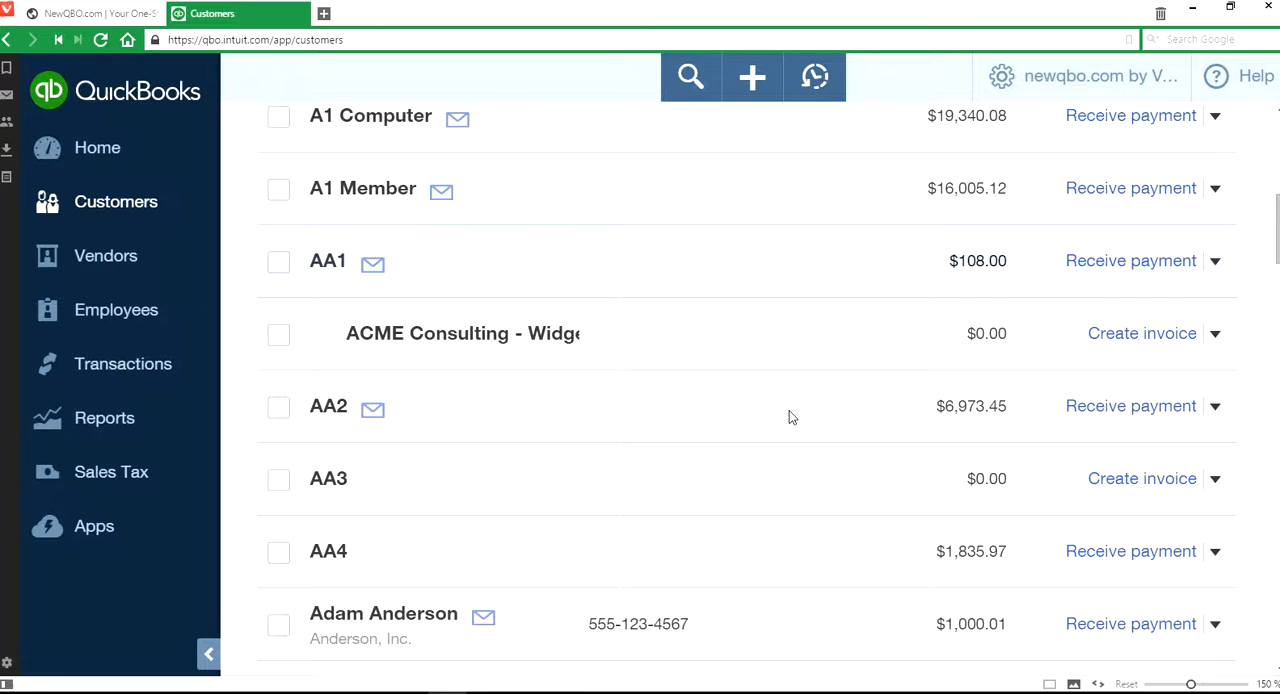 NewQBO.com | Your One-S
Customers
https://qbo.intuit.com/app/customers
Search Google
qb QuickBooks
newqbo.com by V...
? Help
Home
Customers
Vendors
Employees
Transactions
Reports
Sales Tax
Apps
A1 Computer $19,340.08 Receive payment
A1 Member $16,005.12 Receive payment
AA1 $108.00 Receive payment
ACME Consulting - Widge $0.00 Create invoice
AA2 $6,973.45 Receive payment
AA3 $0.00 Create invoice
AA4 $1,835.97 Receive payment
Adam Anderson 555-123-4567 $1,000.01 Receive payment
Anderson, Inc.
Reset 150 %